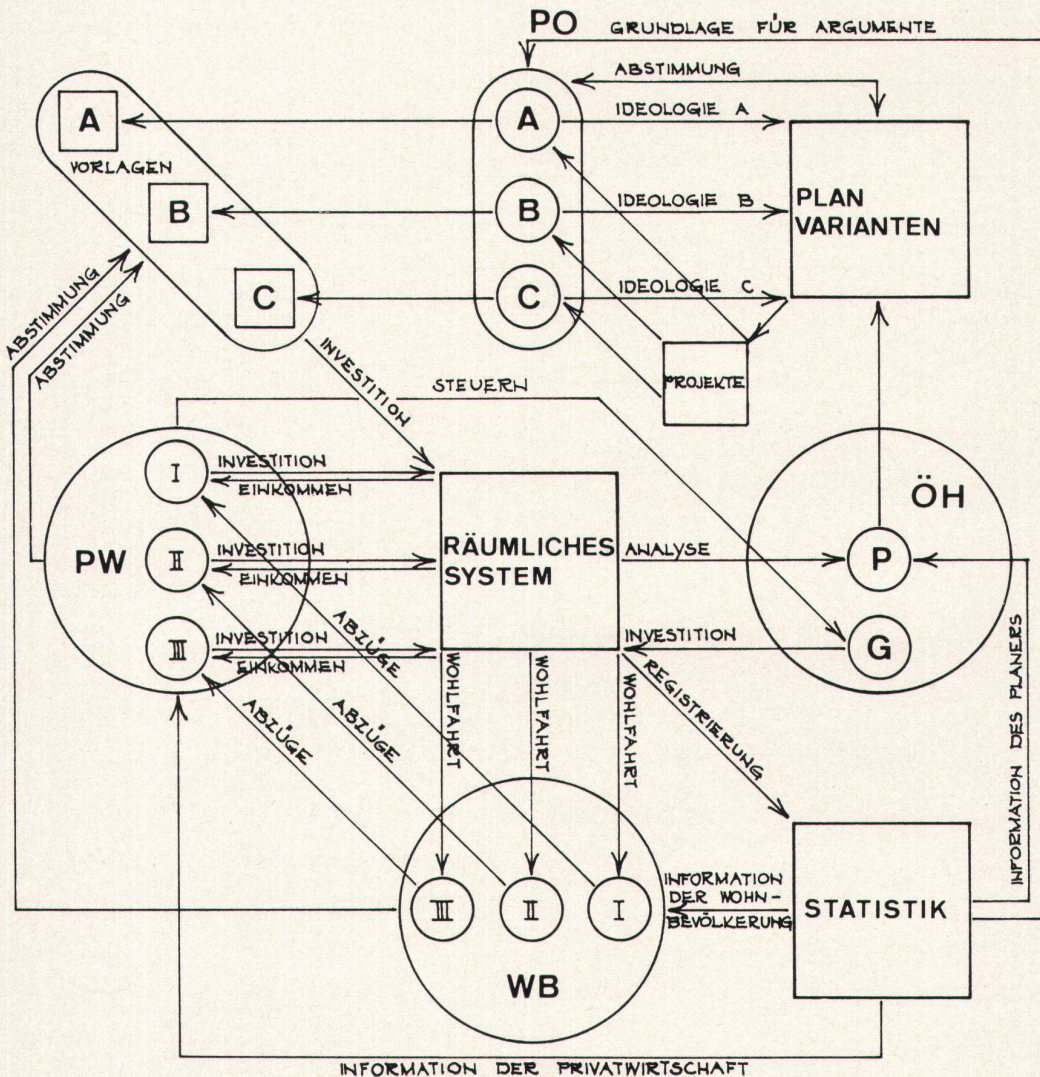 PO GRUNDLAGE FÜR ARGUMENTE
ABSTIMMUNG
A
VORLAGEN
B
C
A
B
C
IDEOLOGIE A
IDEOLOGIE B
IDEOLOGIE C
PLAN
VARIANTEN
PROJEKTE
ABSTIMMUNG
ABSTIMMUNG
INVESTITION
STEUERN
PW
I
II
III
INVESTITION
EINKOMMEN
INVESTITION
EINKOMMEN
INVESTITION
EINKOMMEN
RÄUMLICHES
SYSTEM
ANALYSE
INVESTITION
ÖH
P
G
REGISTRIERUNG
WOHLFAHRT
WOHLFAHRT
WOHLFAHRT
ABZÜGE
ABZÜGE
ABZÜGE
III
II
I
WB
INFORMATION
DER WOHN-
BEVÖLKERUNG
STATISTIK
INFORMATION DES PLANERS
INFORMATION DER PRIVATWIRTSCHAFT